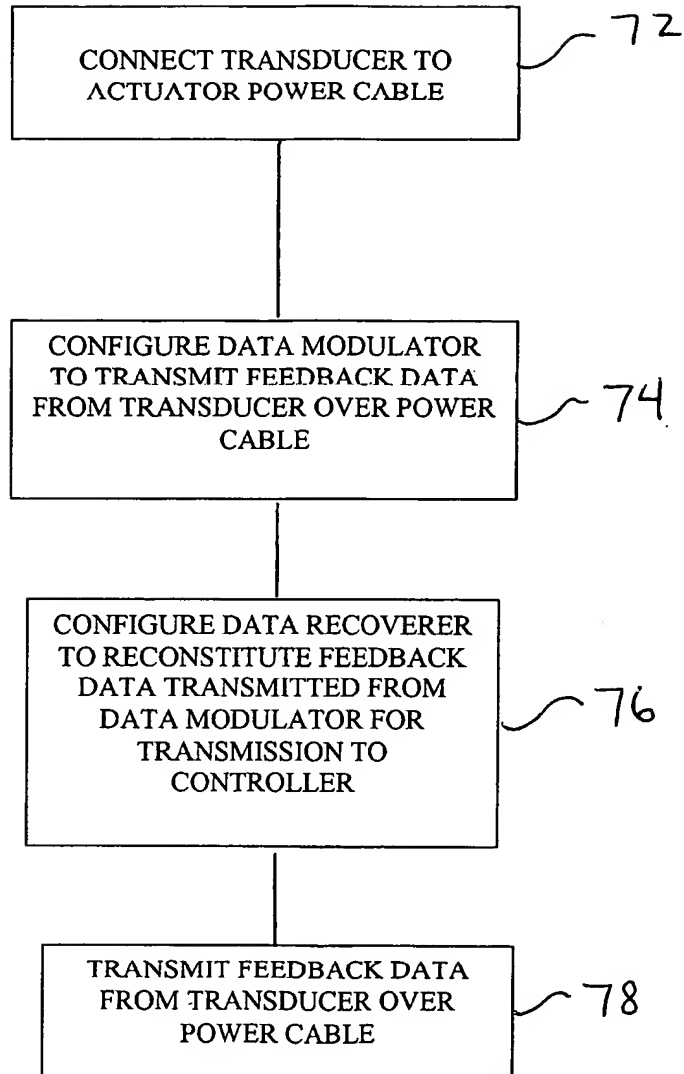 CONNECT TRANSDUCER TO
ACTUATOR POWER CABLE
72
CONFIGURE DATA MODULATOR
TO TRANSMIT FEEDBACK DATA
FROM TRANSDUCER OVER POWER
CABLE
74
CONFIGURE DATA RECOVERER
TO RECONSTITUTE FEEDBACK
DATA TRANSMITTED FROM
DATA MODULATOR FOR
TRANSMISSION TO
CONTROLLER
76
TRANSMIT FEEDBACK DATA
FROM TRANSDUCER OVER
POWER CABLE
78